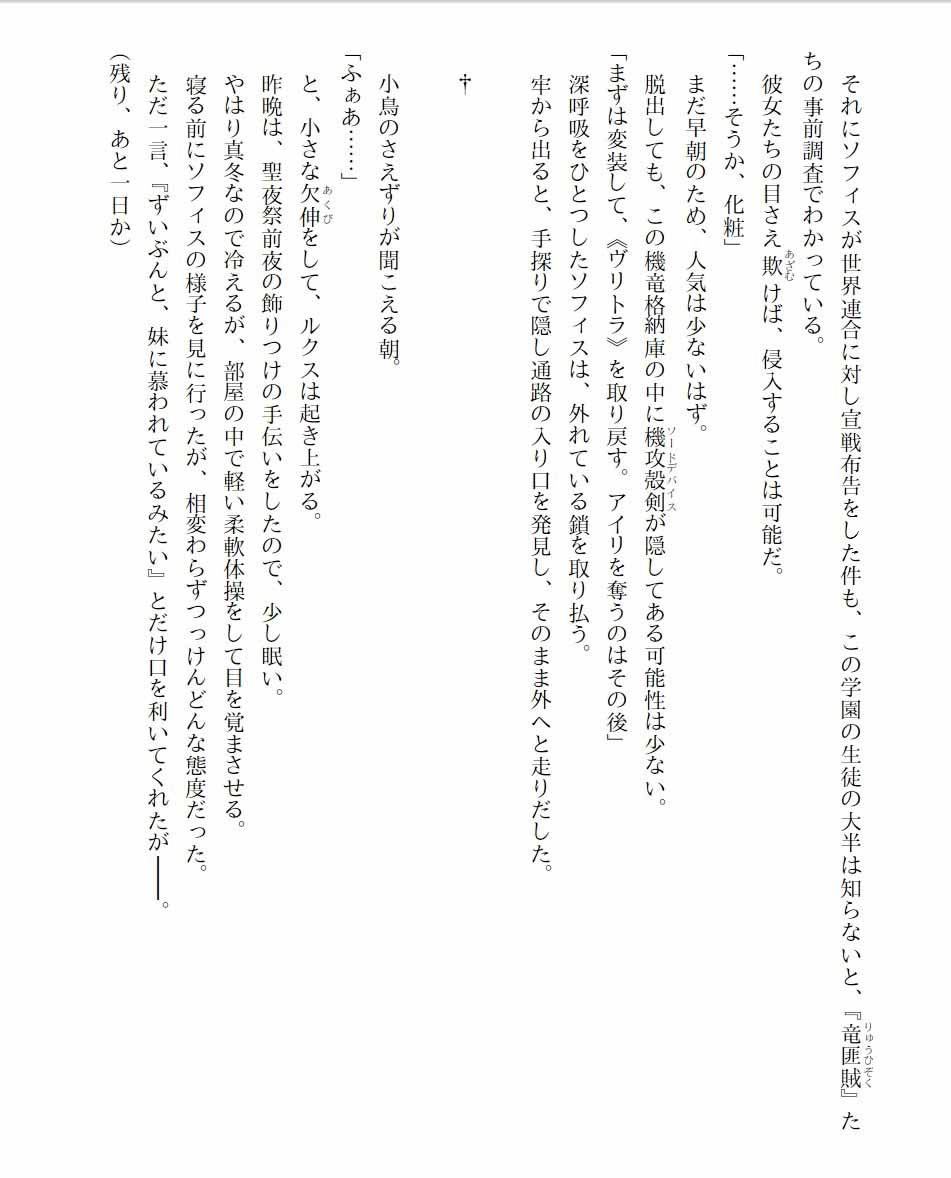 それにソフィスが世界連合に対し宣戦布告をした件も、この学園の生徒の大半は知らないと、『竜匪賊』た
ちの事前調査でわかっている。
彼女たちの目さえ欺けば、侵入することは可能だ。
「……そうか、化粧」
まだ早朝のため、人気は少ないはず。
脱出しても、この機竜格納庫の中に機攻殻剣が隠してある可能性は少ない。
「まずは変装して、《ヴリトラ》を取り戻す。アイリを奪うのはその後」
深呼吸をひとつしたソフィスは、外れている鎖を取り払う。
牢から出ると、手探りで隠し通路の入り口を発見し、そのまま外へと走りだした。
†
小鳥のさえずりが聞こえる朝。
「ふぁあ……」
と、小さな欠伸をして、ルクスは起き上がる。
昨晩は、聖夜祭前夜の飾りつけの手伝いをしたので、少し眠い。
やはり真冬なので冷えるが、部屋の中で軽い柔軟体操をして目を覚まさせる。
寝る前にソフィスの様子を見に行ったが、相変わらずつっけんどんな態度だった。
ただ一言、『ずいぶんと、妹に慕われているみたい』とだけ口を利いてくれたが――。
(残り、あと一日か)